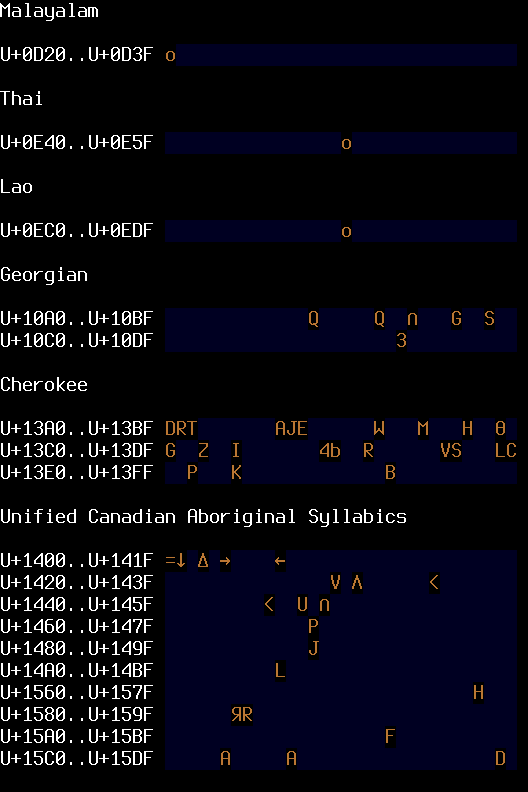 Malayalam
U+0D20..U+0D3F o
Thai
U+0E40..U+0E5F                 o
Lao
U+0EC0..U+0EDF                 o
Georgian
U+10A0..U+10BF              Q     Q  ก   G  S
U+10C0..U+10DF                      3
Cherokee
U+13A0..U+13BF DRT       AJE      W   M   H  θ
U+13C0..U+13DF G  Z  I       4b  R      VS   LC
U+13E0..U+13FF   P   K             B
Unified Canadian Aboriginal Syllabics
U+1400..U+141F =↓ Δ →    ←
U+1420..U+143F                V Λ      <
U+1440..U+145F          <  U ∩
U+1460..U+147F              P
U+1480..U+149F              J
U+14A0..U+14BF           L
U+1560..U+157F                             H
U+1580..U+159F       ЯR
U+15A0..U+15BF                     F
U+15C0..U+15DF      A     A                  D